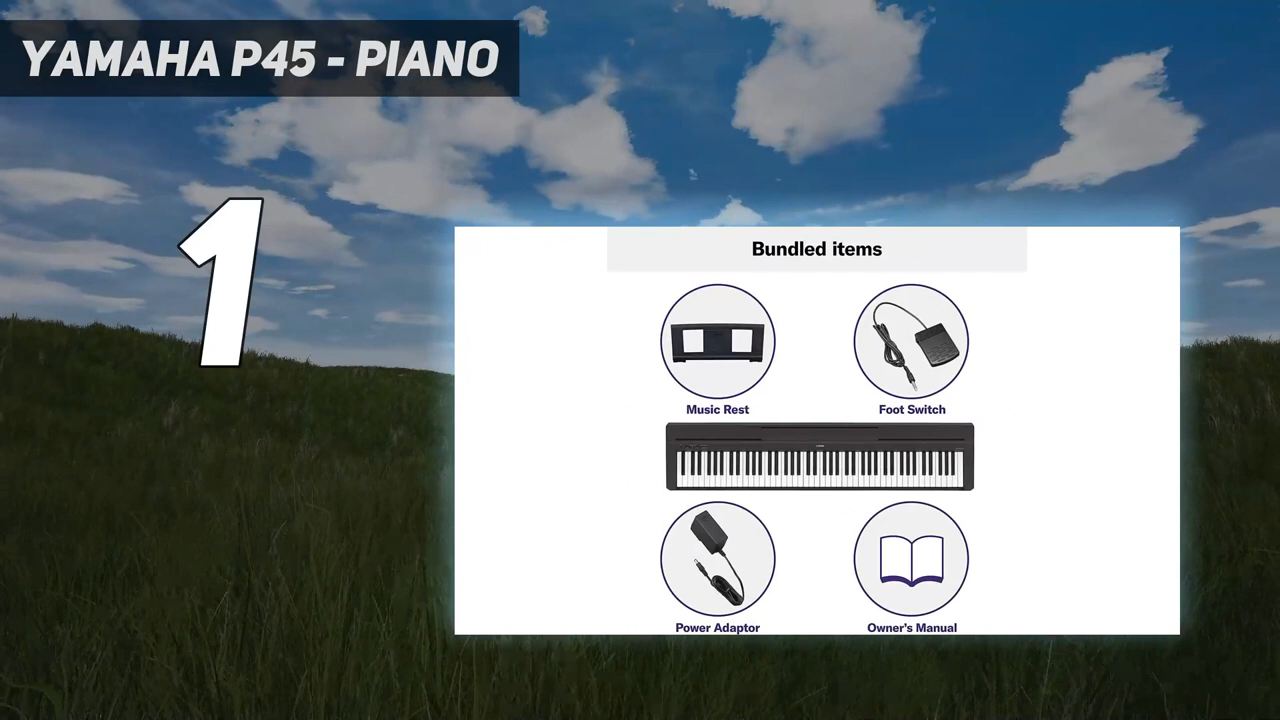 YAMAHA P45 - PIANO
1
Bundled items
Music Rest
Foot Switch
Power Adaptor
Owner's Manual